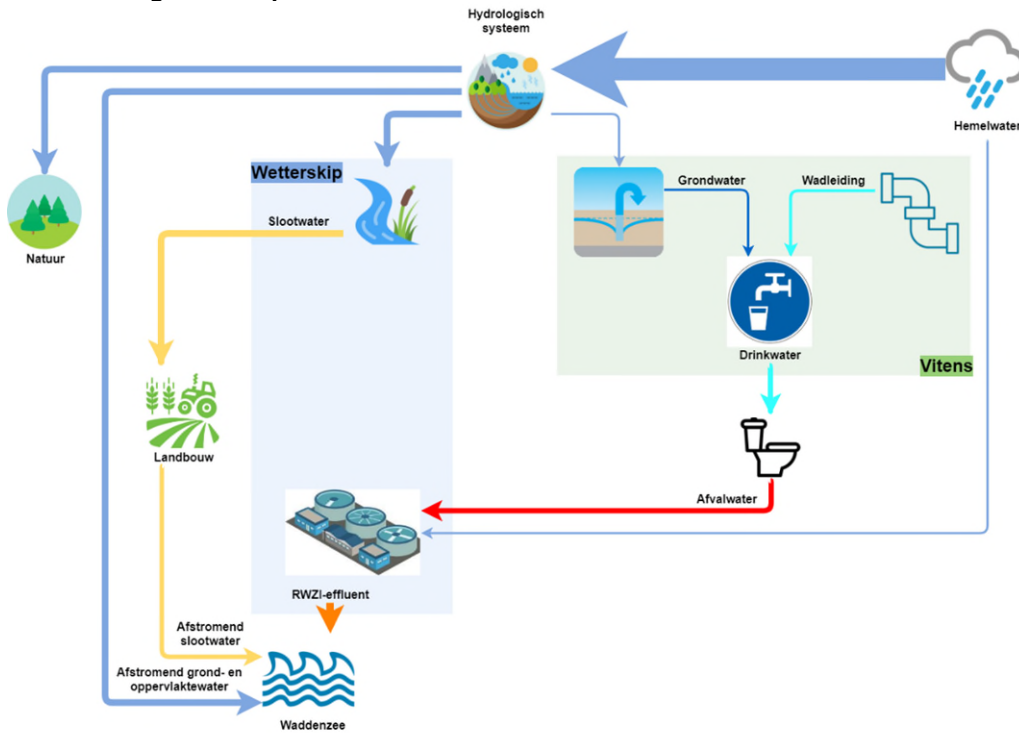 Hydrologisch
systeem
Hemelwater
Wetterskip
Grondwater
Wadleiding
Slootwater
Natuur
Drinkwater
Vitens
Landbouw
Afvalwater
RWZI-effluent
Afstromend
slootwater
Afstromend grond- en
oppervlaktewater
Waddenzee